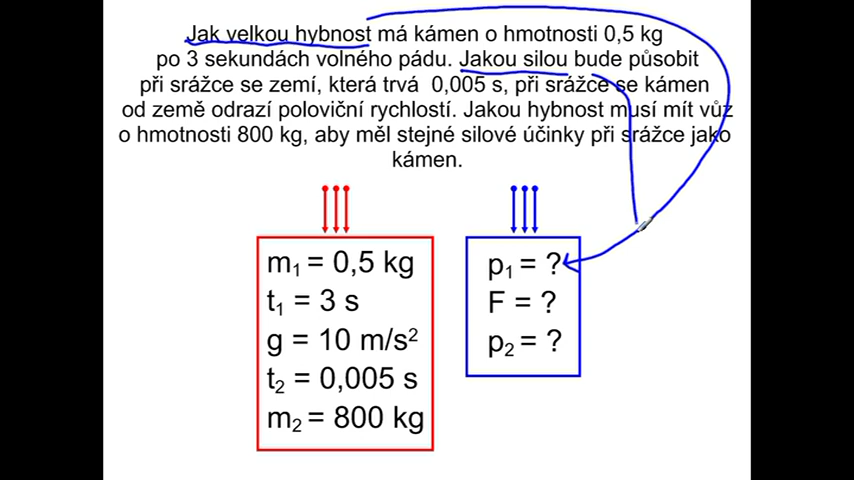 Jak velkou hybnost má kámen o hmotnosti 0,5 kg
po 3 sekundách volného pádu. Jakou silou bude působit
při srážce se zemí, která trvá 0,005 s, při srážce se kámen
od země odrazí poloviční rychlostí. Jakou hybnost musí mít vůz
o hmotnosti 800 kg, aby měl stejné silové účinky při srážce jako
kámen.
m₁ = 0,5 kg
t₁ = 3 s
g = 10 m/s²
t₂ = 0,005 s
m₂ = 800 kg
p₁ = ?
F = ?
p₂ = ?